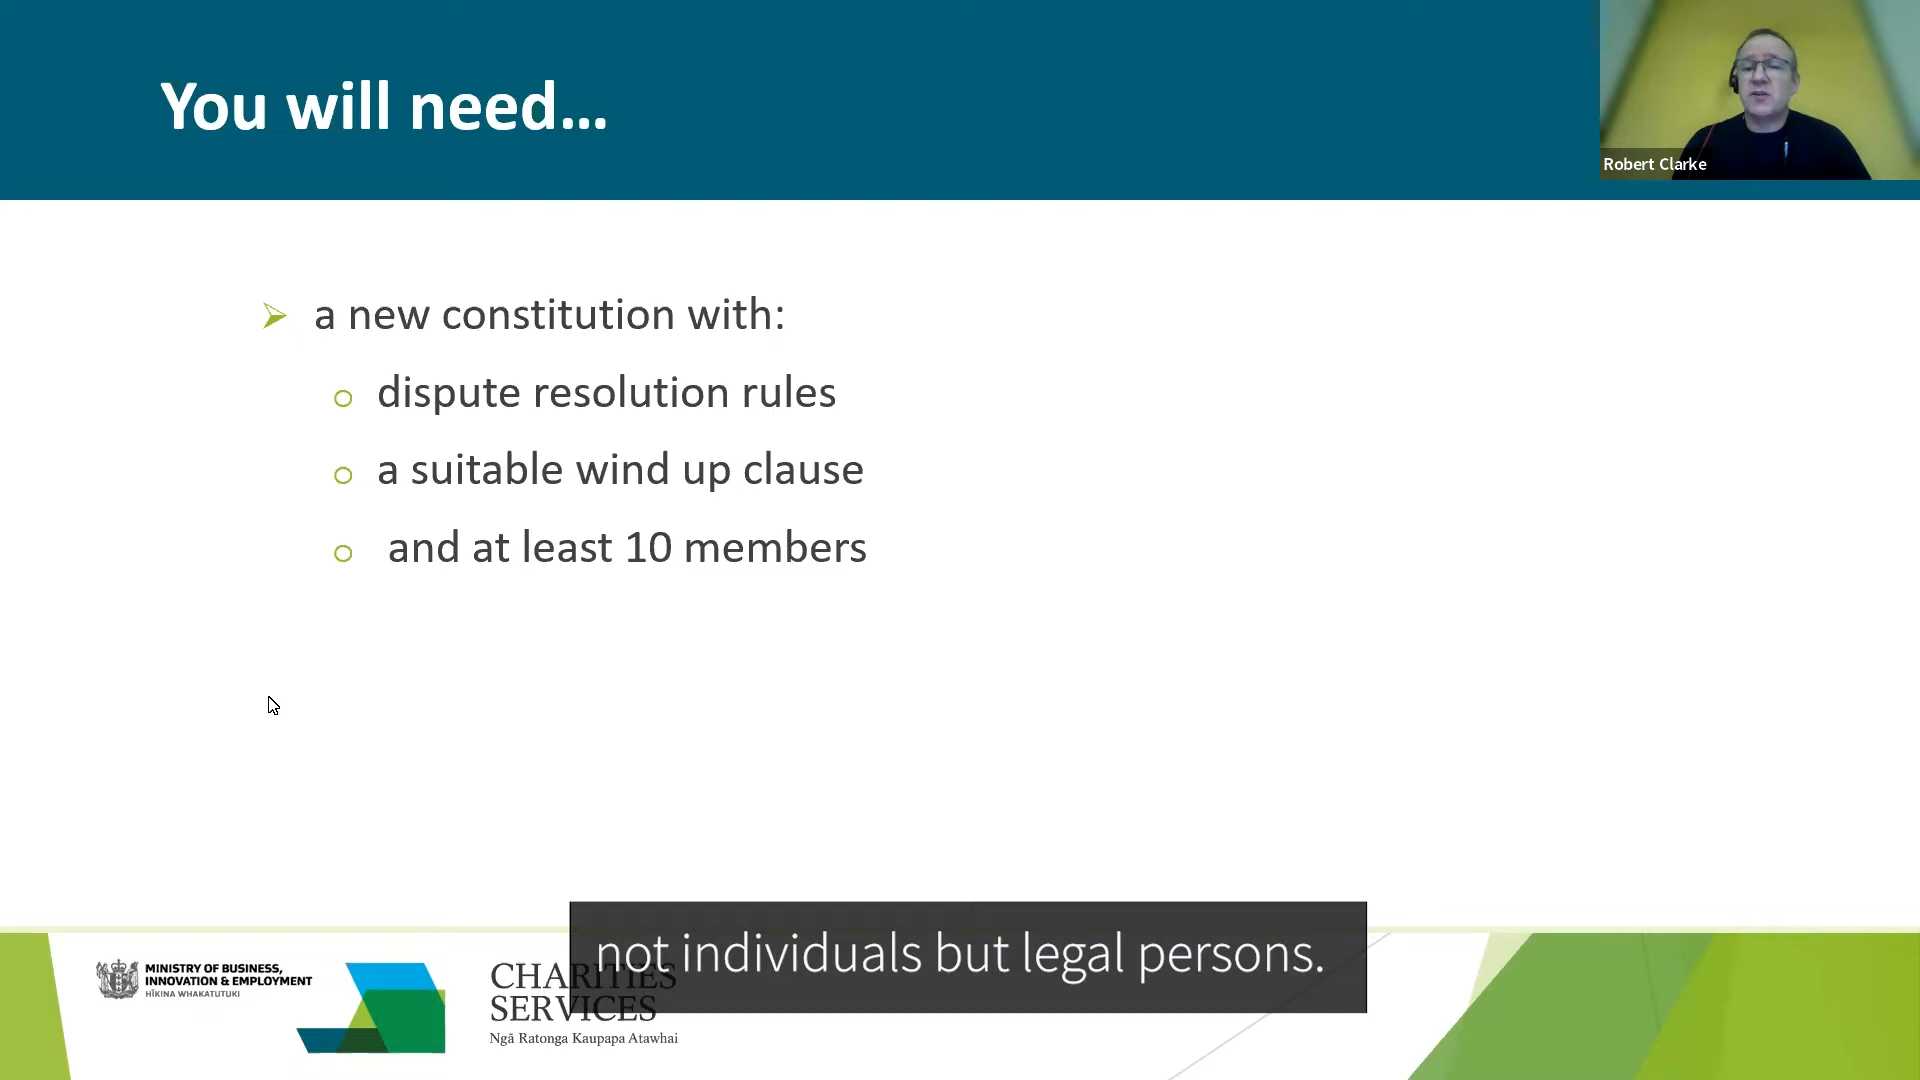 You will need...
Robert Clarke
a new constitution with:
dispute resolution rules
a suitable wind up clause
and at least 10 members
not individuals but legal persons.
MINISTRY OF BUSINESS,
INNOVATION & EMPLOYMENT
HĪKINA WHAKATUTUKI
CHARITIES
SERVICES
Ngā Ratonga Kaupapa Atawhai